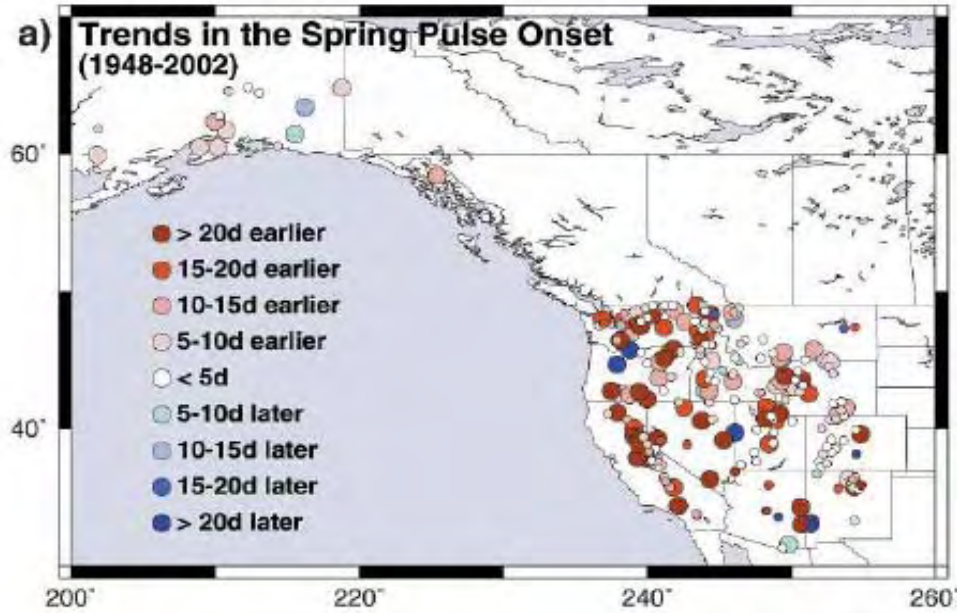 a) Trends in the Spring Pulse Onset
(1948-2002)
60°
> 20d earlier
15-20d earlier
10-15d earlier
5-10d earlier
< 5d
5-10d later
10-15d later
15-20d later
> 20d later
40°
200° 220° 240° 260°